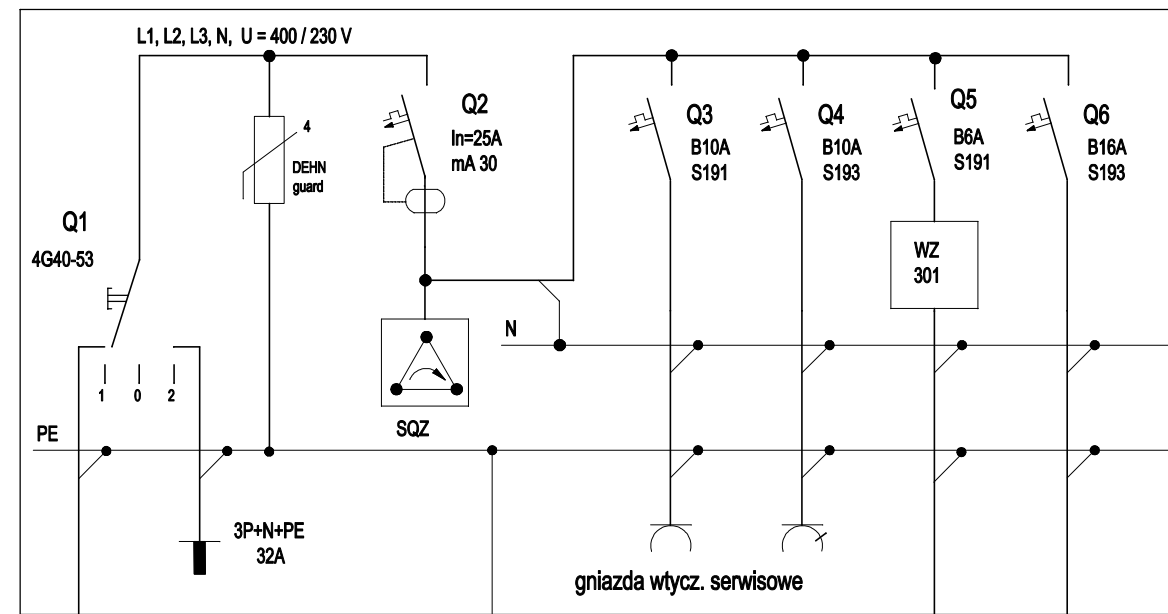 L1, L2, L3, N, U = 400 / 230 V
Q1
4G40-53
1 0 2
4
DEHN
guard
Q2
In=25A
mA 30
Q3
B10A
S191
Q4
B10A
S193
Q5
B6A
S191
Q6
B16A
S193
WZ
301
N
SQZ
PE
3P+N+PE
32A
gniazda wtycz. serwisowe